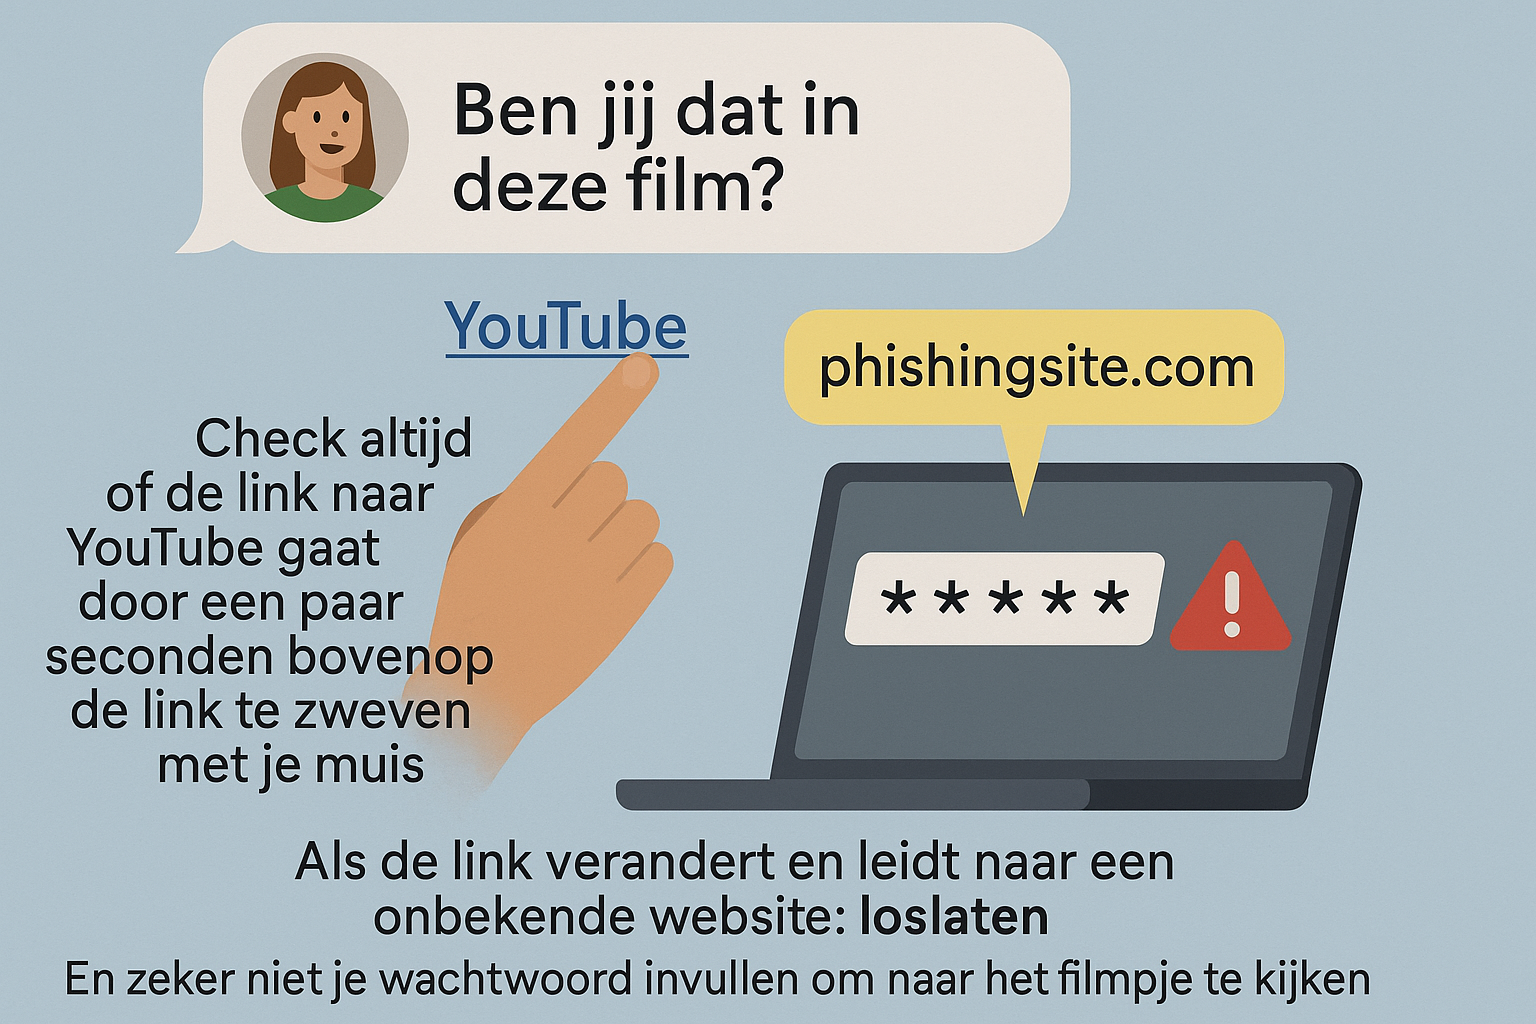 Ben jij dat in
deze film?
YouTube
phishingsite.com
Check altijd
of de link naar
YouTube gaat
door een paar
seconden bovenop
de link te zweven
met je muis
*****
Als de link verandert en leidt naar een
onbekende website: loslaten
En zeker niet je wachtwoord invullen om naar het filmpje te kijken